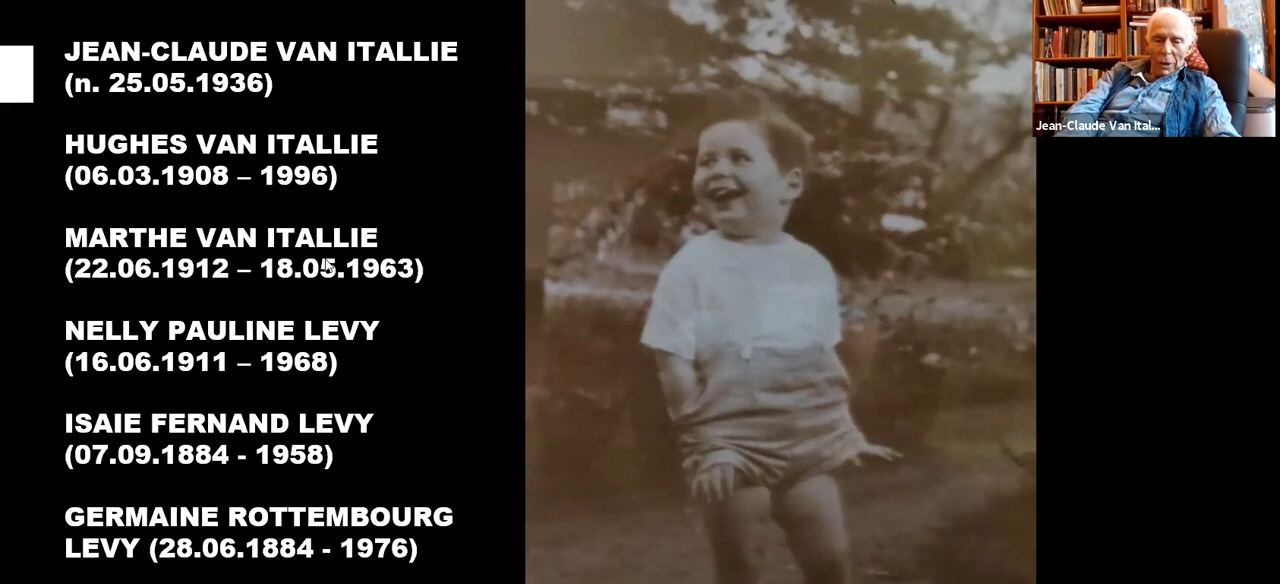 JEAN-CLAUDE VAN ITALLIE
(n. 25.05.1936)
HUGHES VAN ITALLIE
(06.03.1908 – 1996)
MARTHE VAN ITALLIE
(22.06.1912 – 18.05.1963)
NELLY PAULINE LEVY
(16.06.1911 – 1968)
ISAIE FERNAND LEVY
(07.09.1884 - 1958)
GERMAINE ROTTEMBOURG
LEVY (28.06.1884 - 1976)
Jean-Claude Van Ital...